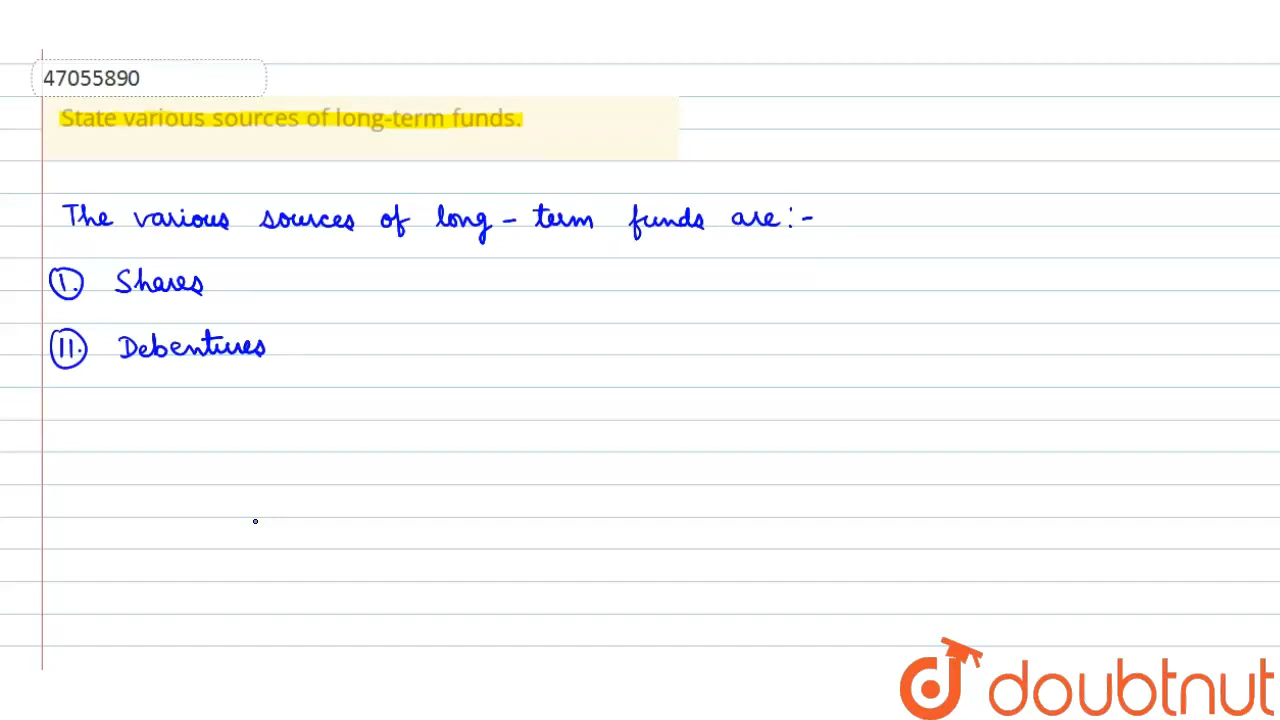 47055890
State various sources of long-term funds.
The various sources of long-term funds are:-
I. Shares
II. Debentures
doubtnut